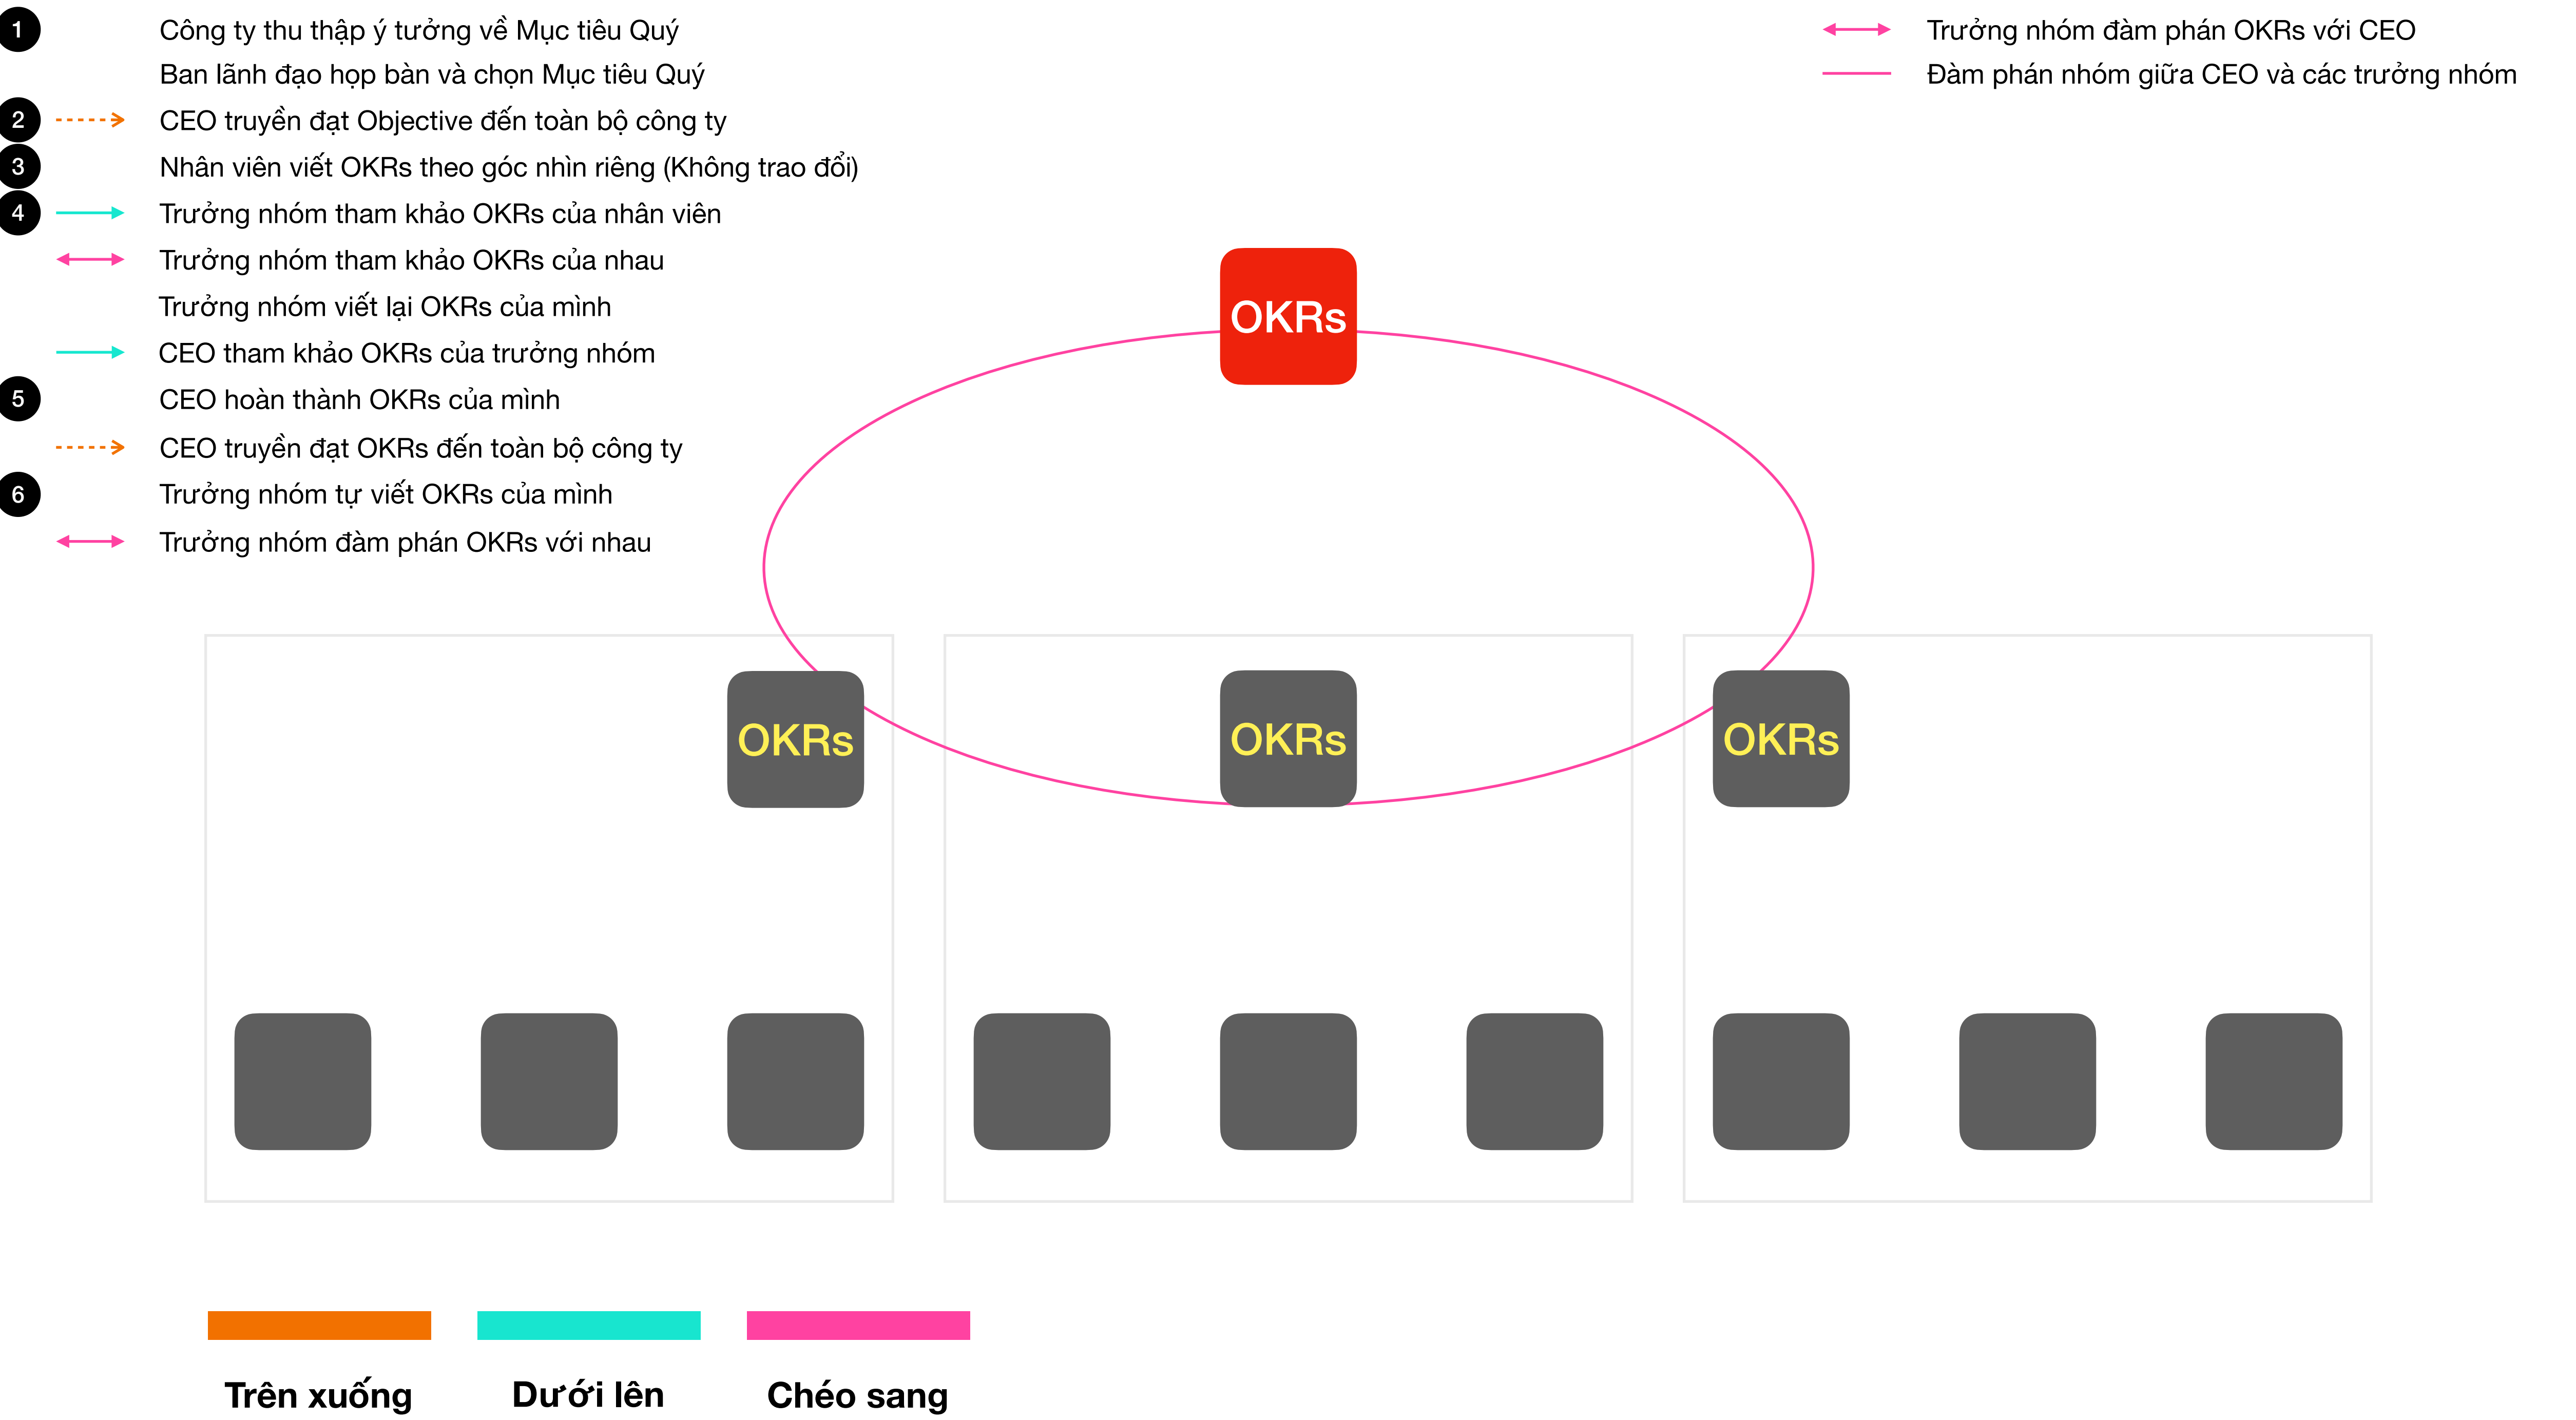 1 Công ty thu thập ý tưởng về Mục tiêu Quý
Ban lãnh đạo họp bàn và chọn Mục tiêu Quý
2 CEO truyền đạt Objective đến toàn bộ công ty
3 Nhân viên viết OKRs theo góc nhìn riêng (Không trao đổi)
4 Trưởng nhóm tham khảo OKRs của nhân viên
Trưởng nhóm tham khảo OKRs của nhau
Trưởng nhóm viết lại OKRs của mình
CEO tham khảo OKRs của trưởng nhóm
5 CEO hoàn thành OKRs của mình
CEO truyền đạt OKRs đến toàn bộ công ty
6 Trưởng nhóm tự viết OKRs của mình
Trưởng nhóm đàm phán OKRs với nhau
Trưởng nhóm đàm phán OKRs với CEO
Đàm phán nhóm giữa CEO và các trưởng nhóm
OKRs
OKRs
OKRs
OKRs
Trên xuống
Dưới lên
Chéo sang